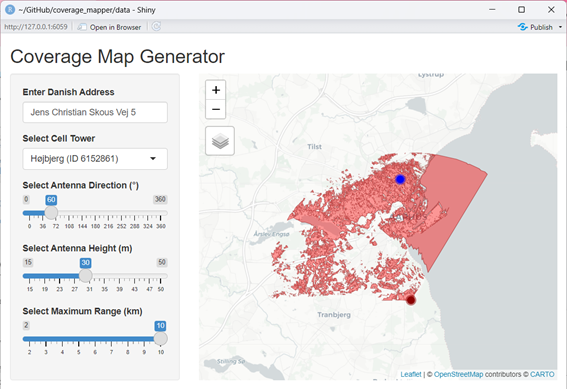 ~/GitHub/coverage_mapper/data - Shiny
http://127.0.0.1:6059 Open in Browser Publish
Coverage Map Generator
Enter Danish Address
Jens Christian Skous Vej 5
Select Cell Tower
Højbjerg (ID 6152861)
Select Antenna Direction (°)
0 60 360
0 36 72 108 144 180 216 252 288 324 360
Select Antenna Height (m)
15 30 50
15 19 23 27 31 35 39 43 47 50
Select Maximum Range (km)
2 10
2 3 4 5 6 7 8 9 10
+
−
Lystrup
Tilst
Årslev Engsø
Tranbjerg
Stilling Sø
Leaflet | © OpenStreetMap contributors © CARTO